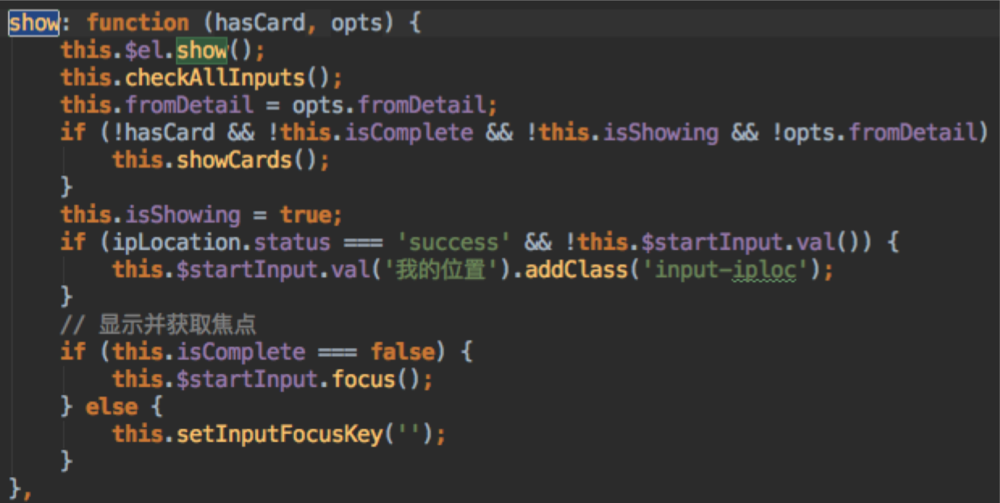 show: function (hasCard, opts) {
    this.$el.show();
    this.checkAllInputs();
    this.fromDetail = opts.fromDetail;
    if (!hasCard && !this.isComplete && !this.isShowing && !opts.fromDetail)
        this.showCards();
    }
    this.isShowing = true;
    if (ipLocation.status === 'success' && !this.$startInput.val()) {
        this.$startInput.val('我的位置').addClass('input-iploc');
    }
    // 显示并获取焦点
    if (this.isComplete === false) {
        this.$startInput.focus();
    } else {
        this.setInputFocusKey('');
    }
},